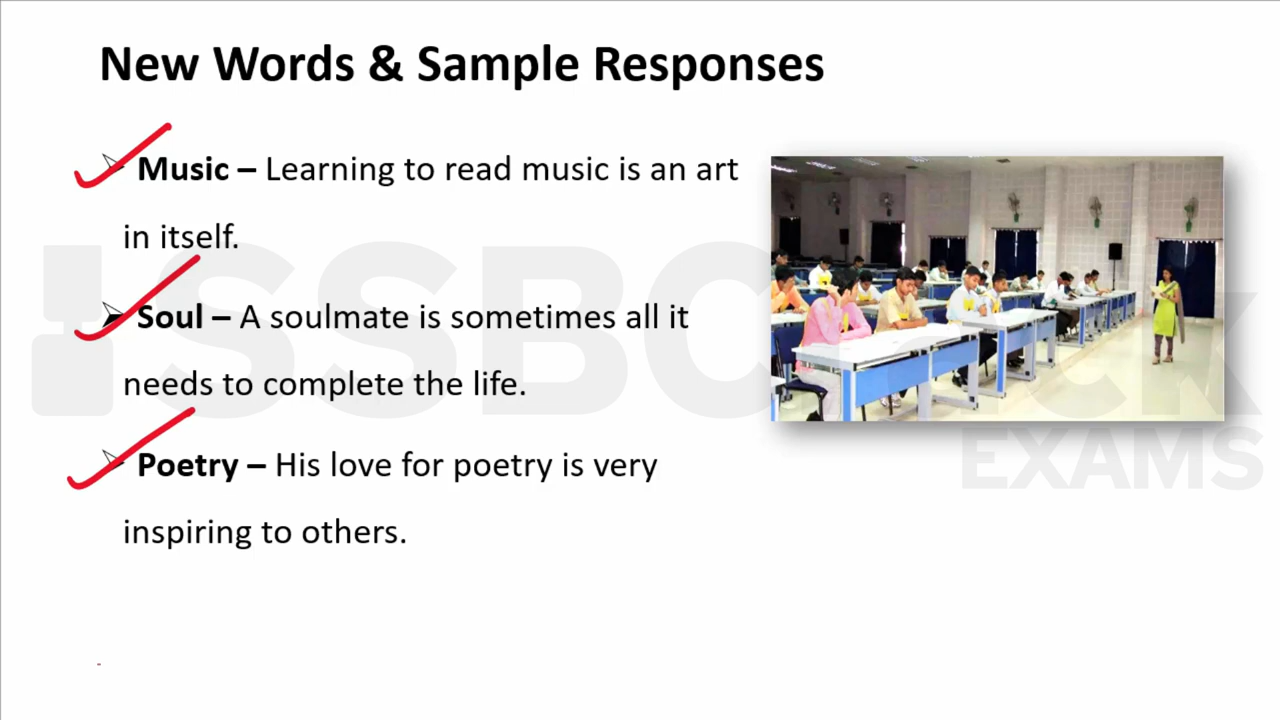 New Words & Sample Responses
Music – Learning to read music is an art
in itself.
Soul – A soulmate is sometimes all it
needs to complete the life.
Poetry – His love for poetry is very
inspiring to others.
SSBCrack
EXAMS